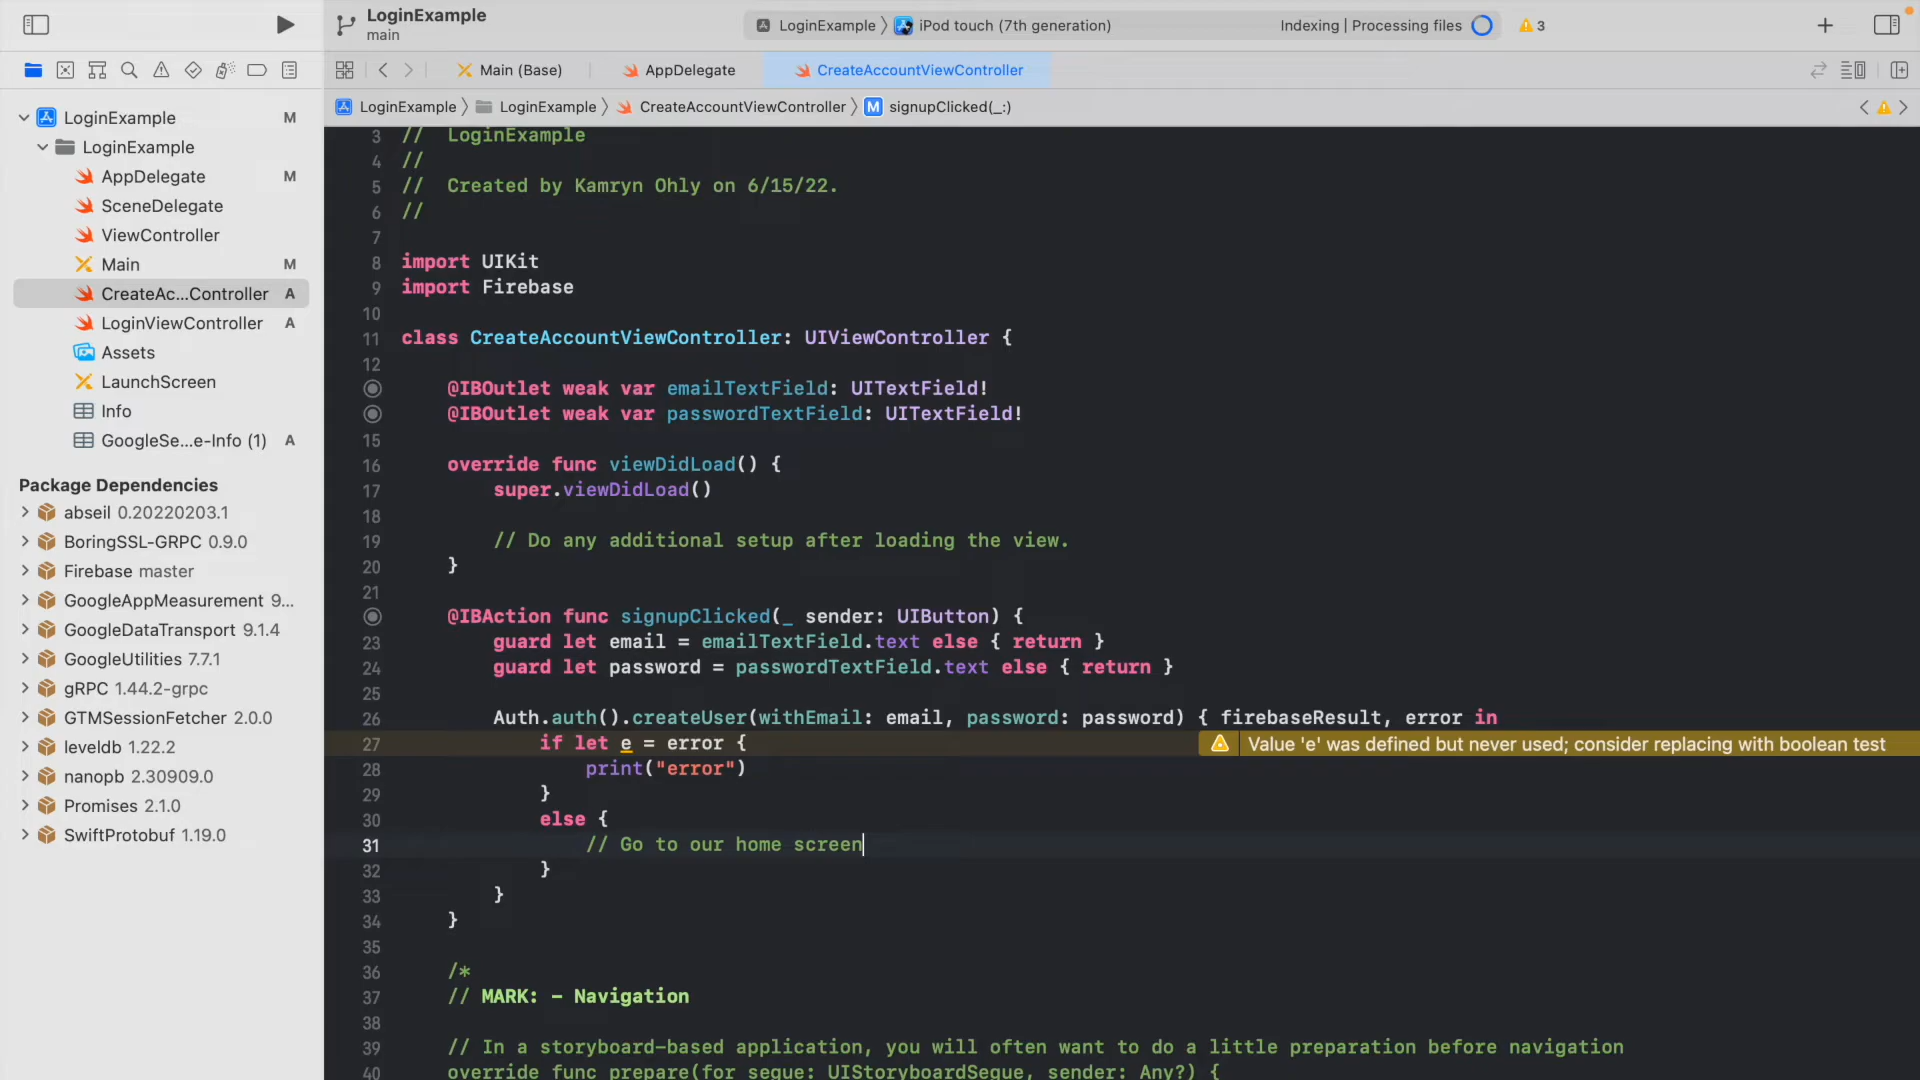 LoginExample
main
LoginExample
iPod touch (7th generation)
Indexing | Processing files
3
Main (Base)
AppDelegate
CreateAccountViewController
LoginExample
LoginExample
CreateAccountViewController
M
signupClicked(_:)
LoginExample
M
LoginExample
AppDelegate
M
SceneDelegate
ViewController
Main
M
CreateAc...Controller
A
LoginViewController
A
Assets
LaunchScreen
Info
GoogleSe...e-Info (1)
A
Package Dependencies
abseil 0.20220203.1
BoringSSL-GRPC 0.9.0
Firebase master
GoogleAppMeasurement 9...
GoogleDataTransport 9.1.4
GoogleUtilities 7.7.1
gRPC 1.44.2-grpc
GTMSessionFetcher 2.0.0
leveldb 1.22.2
nanopb 2.30909.0
Promises 2.1.0
SwiftProtobuf 1.19.0
3 //  LoginExample
4 //
5 //  Created by Kamryn Ohly on 6/15/22.
6 //
7
8 import UIKit
9 import Firebase
10
11 class CreateAccountViewController: UIViewController {
12
@IBOutlet weak var emailTextField: UITextField!
@IBOutlet weak var passwordTextField: UITextField!
15
16 override func viewDidLoad() {
17 super.viewDidLoad()
18
19 // Do any additional setup after loading the view.
20 }
21
@IBAction func signupClicked(_ sender: UIButton) {
23 guard let email = emailTextField.text else { return }
24 guard let password = passwordTextField.text else { return }
25
26 Auth.auth().createUser(withEmail: email, password: password) { firebaseResult, error in
27 if let e = error {
Value 'e' was defined but never used; consider replacing with boolean test
28 print("error")
29 }
30 else {
31 // Go to our home screen
32 }
33 }
34 }
35
36 /*
37 // MARK: - Navigation
38
39 // In a storyboard-based application, you will often want to do a little preparation before navigation
40 override func prepare(for segue: UIStoryboardSegue, sender: Any?) {